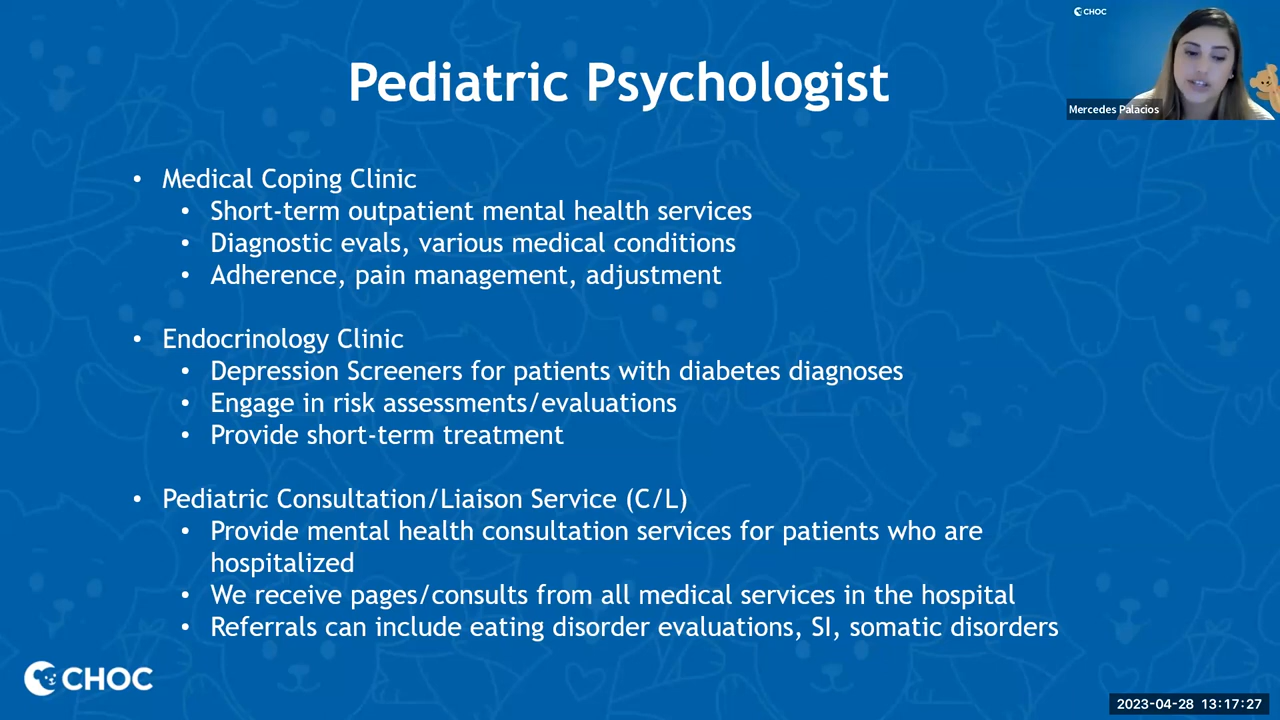 CHOC
Pediatric Psychologist
Mercedes Palacios
• Medical Coping Clinic
• Short-term outpatient mental health services
• Diagnostic evals, various medical conditions
• Adherence, pain management, adjustment
• Endocrinology Clinic
• Depression Screeners for patients with diabetes diagnoses
• Engage in risk assessments/evaluations
• Provide short-term treatment
• Pediatric Consultation/Liaison Service (C/L)
• Provide mental health consultation services for patients who are
hospitalized
• We receive pages/consults from all medical services in the hospital
• Referrals can include eating disorder evaluations, SI, somatic disorders
CHOC
2023-04-28 13:17:27